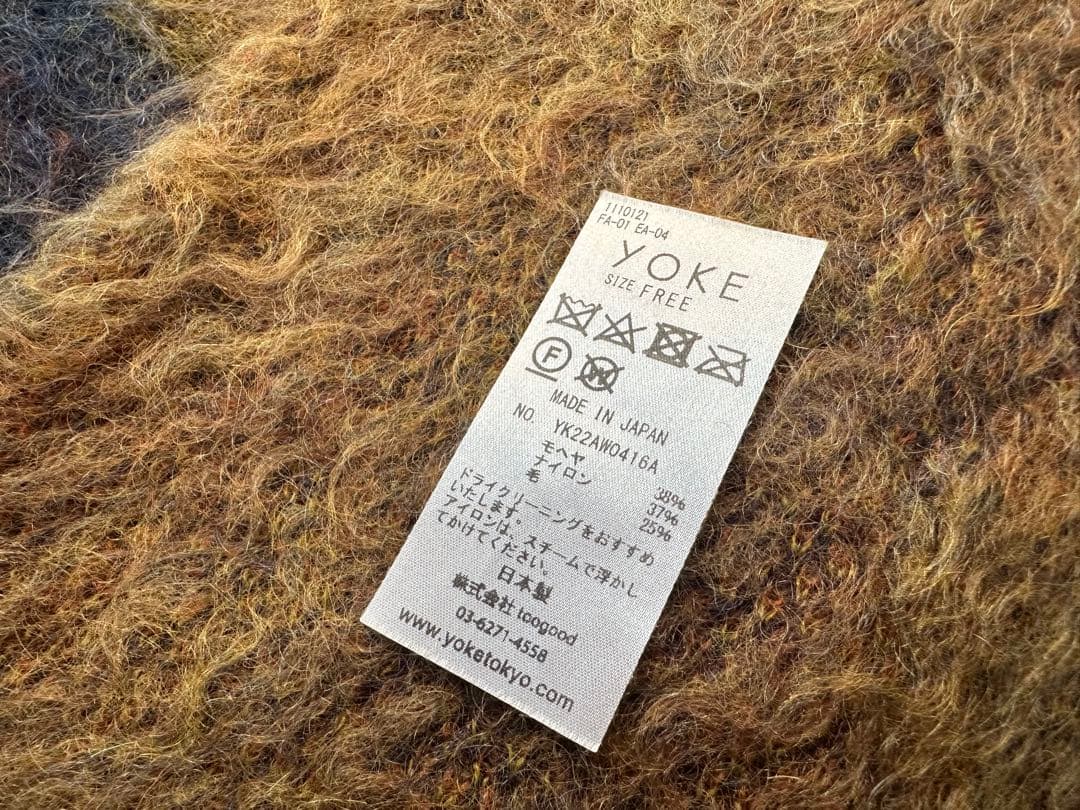 1110121
FA-01 EA-04
YOKE
SIZE FREE
F W
MADE IN JAPAN
NO. YK22AW0416A
モヘヤ 38%
ナイロン 37%
毛 25%
ドライクリーニングをおすすめ
いたします。
アイロンは、スチームで浮かし
てかけてください。
日本製
株式会社 toogood
03-6271-4558
www.yoketokyo.com